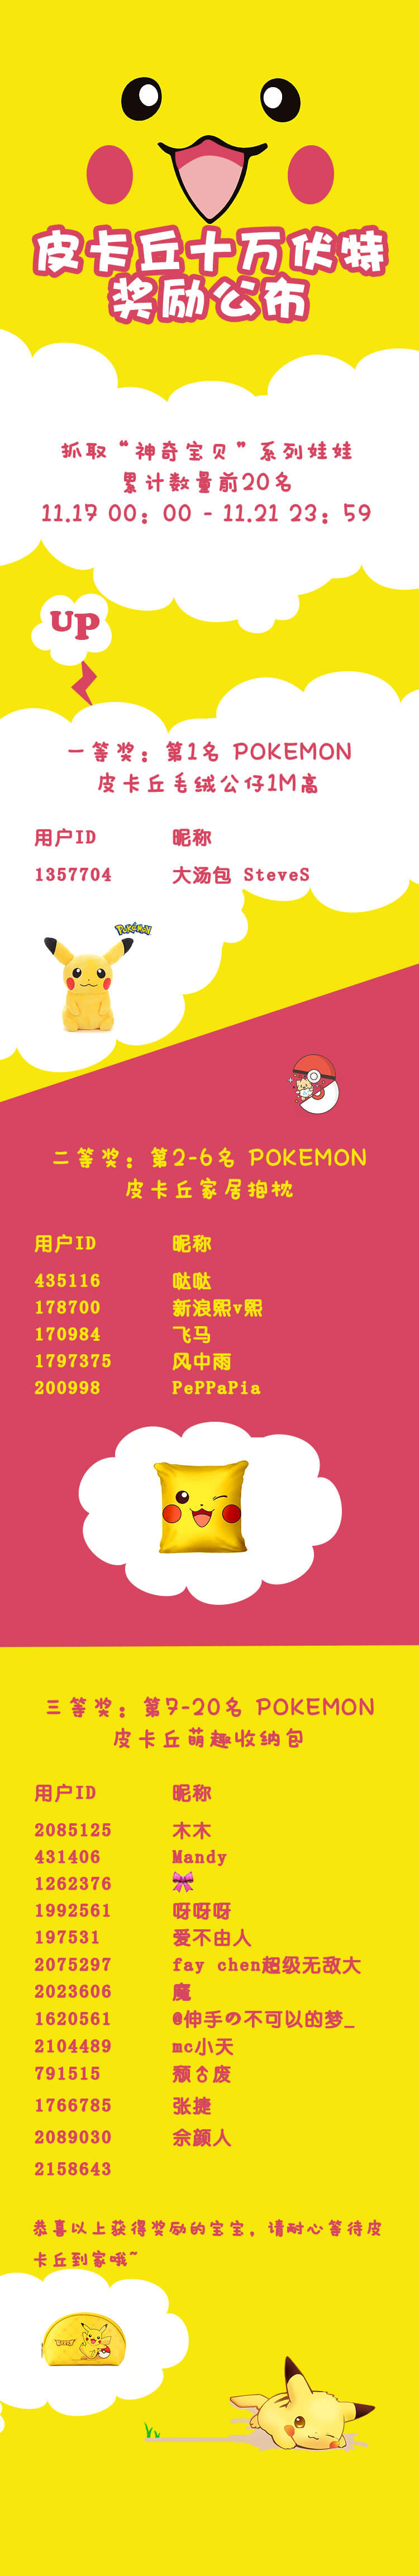 皮卡丘十万伏特
奖励公布
抓取“神奇宝贝”系列娃娃
累计数量前20名
11.17 00：00 - 11.21 23：59
UP
一等奖：第1名 POKEMON
皮卡丘毛绒公仔1M高
用户ID 昵称
1357704 大汤包 SteveS
Pokémon
二等奖：第2-6名 POKEMON
皮卡丘家居抱枕
用户ID 昵称
435116 哒哒
178700 新浪熙v熙
170984 飞马
1797375 风中雨
200998 PePPaPia
三等奖：第7-20名 POKEMON
皮卡丘萌趣收纳包
用户ID 昵称
2085125 木木
431406 Mandy
1262376 🎀
1992561 呀呀呀
197531 爱不由人
2075297 fay chen超级无敌大
2023606 魔
1620561 @伸手の不可以的梦_
2104489 mc小天
791515 颓廢
1766785 张捷
2089030 余颜人
2158643
恭喜以上获得奖励的宝宝，请耐心等待皮
卡丘到家哦~